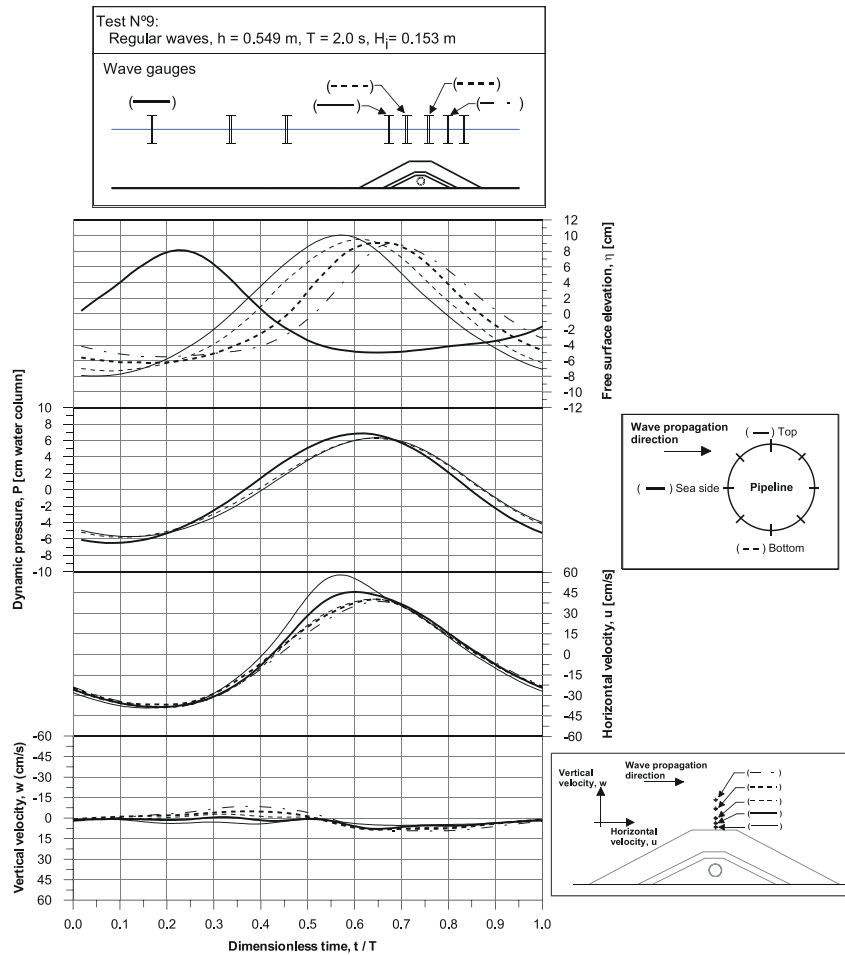 Test Nº9:
Regular waves, h = 0.549 m, T = 2.0 s, Hi= 0.153 m
Wave gauges
12
10
8
6
4
2
0
-2
-4
-6
-8
-10
-12
Free surface elevation, η [cm]
10
8
6
4
2
0
-2
-4
-6
-8
-10
Dynamic pressure, P [cm water column]
Wave propagation
direction
( — ) Top
( — ) Sea side
Pipeline
( - - ) Bottom
60
45
30
15
0
-15
-30
-45
-60
Horizontal velocity, u [cm/s]
-60
-45
-30
-15
0
15
30
45
60
Vertical velocity, w (cm/s)
0.0 0.1 0.2 0.3 0.4 0.5 0.6 0.7 0.8 0.9 1.0
Dimensionless time, t / T
Vertical
velocity, w
Wave propagation
direction
Horizontal
velocity, u